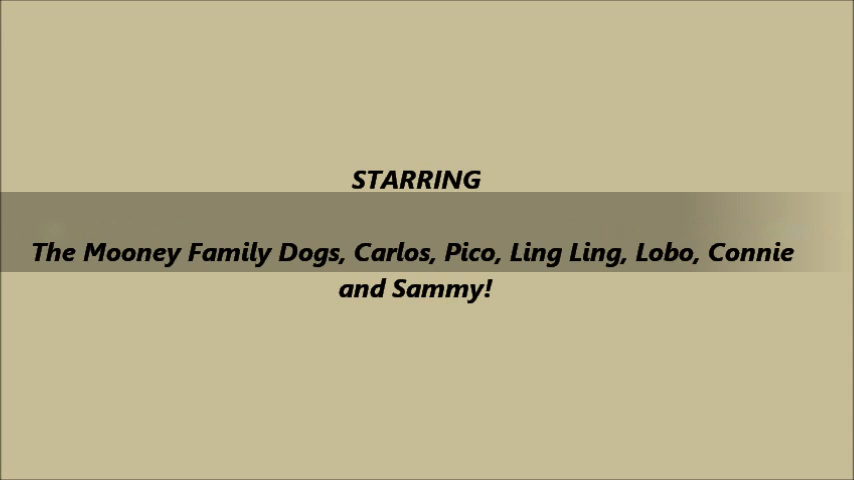 STARRING
The Mooney Family Dogs, Carlos, Pico, Ling Ling, Lobo, Connie
and Sammy!